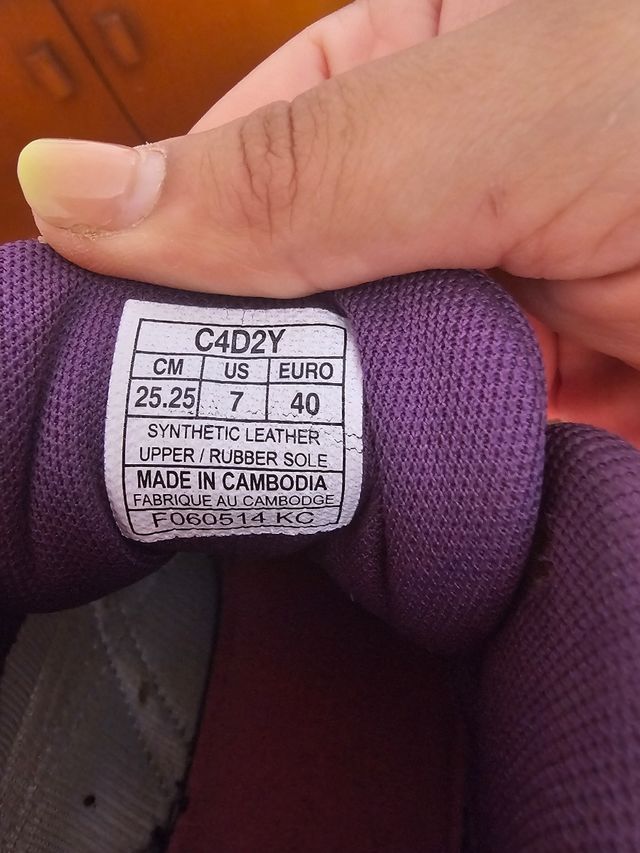 C4D2Y
CM US EURO
25.25 7 40
SYNTHETIC LEATHER
UPPER / RUBBER SOLE
MADE IN CAMBODIA
FABRIQUE AU CAMBODGE
F060514 KC